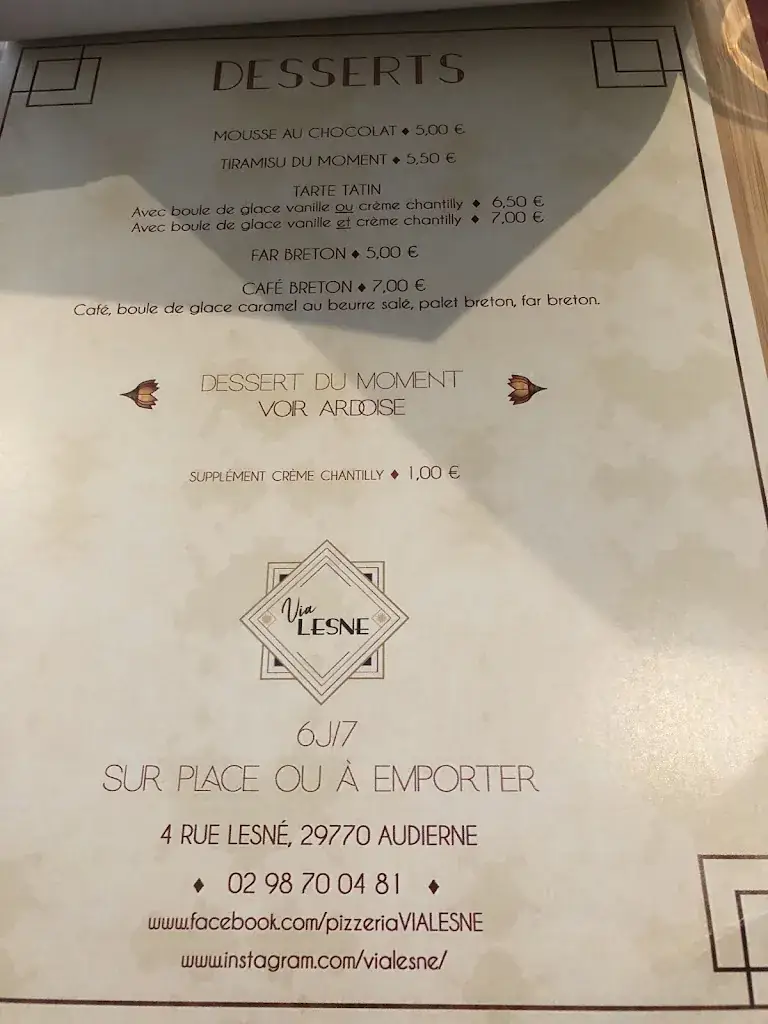 DESSERTS
MOUSSE AU CHOCOLAT ♦ 5,00 €
TIRAMISU DU MOMENT ♦ 5,50 €
TARTE TATIN
Avec boule de glace vanille ou crème chantilly ♦ 6,50 €
Avec boule de glace vanille et crème chantilly ♦ 7,00 €
FAR BRETON ♦ 5,00 €
CAFÉ BRETON ♦ 7,00 €
Café, boule de glace caramel au beurre salé, palet breton, far breton.
DESSERT DU MOMENT
VOIR ARDOISE
SUPPLÉMENT CRÈME CHANTILLY ♦ 1,00 €
Via
LESNE
6J/7
SUR PLACE OU À EMPORTER
4 RUE LESNÉ, 29770 AUDIERNE
♦ 02 98 70 04 81 ♦
www.facebook.com/pizzeriaVIALESNE
www.instagram.com/vialesne/